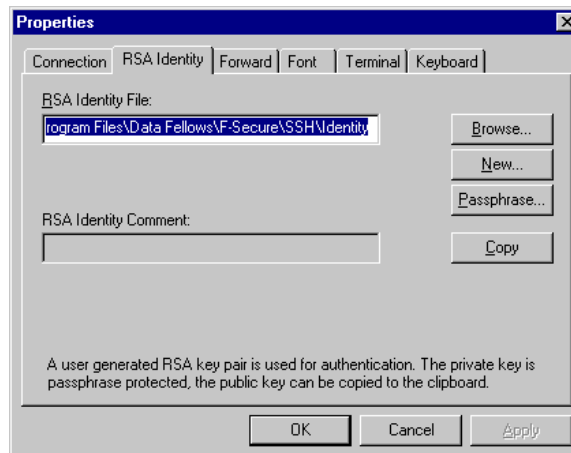 Properties
Connection RSA Identity Forward Font Terminal Keyboard
RSA Identity File:
rogram Files\Data Fellows\F-Secure\SSH\Identity
Browse...
New...
Passphrase...
RSA Identity Comment:
Copy
A user generated RSA key pair is used for authentication. The private key is
passphrase protected, the public key can be copied to the clipboard.
OK Cancel Apply